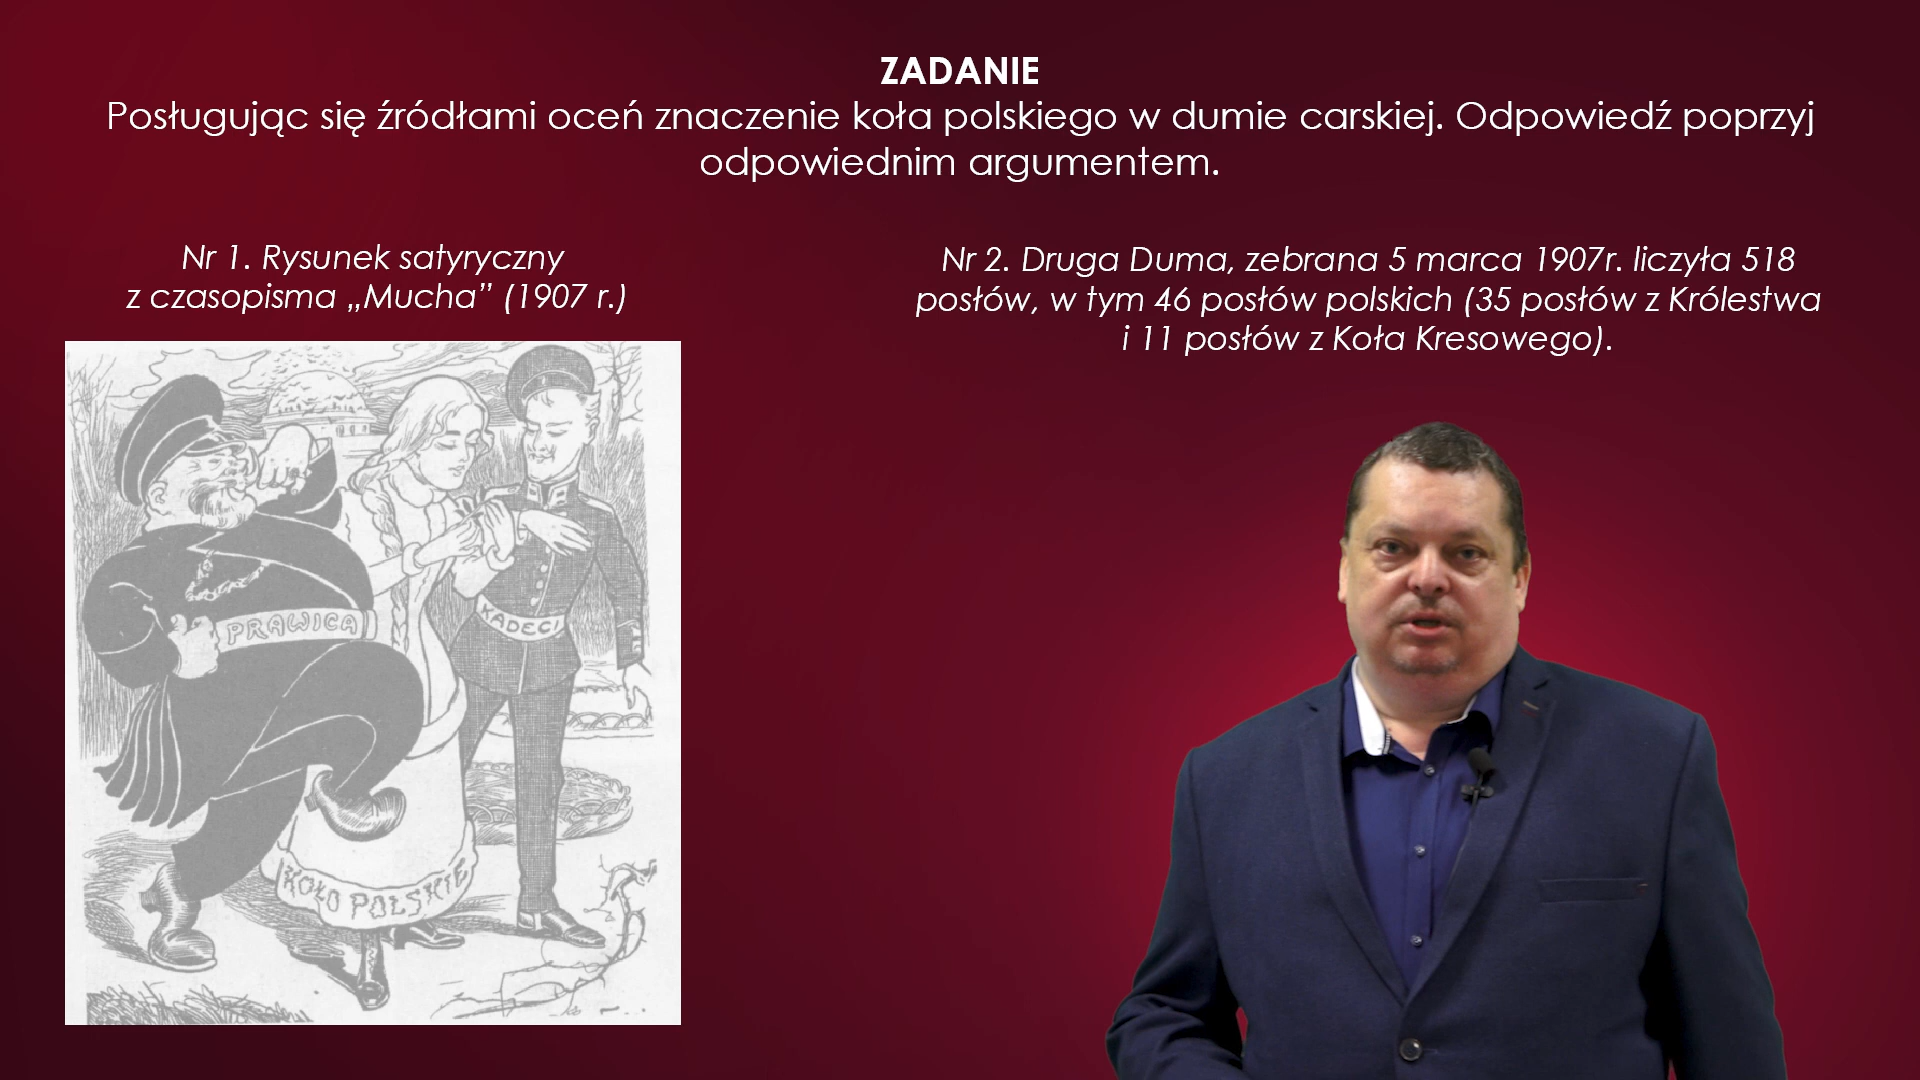 ZADANIE
Posługując się źródłami oceń znaczenie koła polskiego w dumie carskiej. Odpowiedź poprzyj
odpowiednim argumentem.
Nr 1. Rysunek satyryczny
z czasopisma „Mucha” (1907 r.)
Nr 2. Druga Duma, zebrana 5 marca 1907r. liczyła 518
posłów, w tym 46 posłów polskich (35 posłów z Królestwa
i 11 posłów z Koła Kresowego).
PRAWICA
KADECI
KOŁO POLSKIE